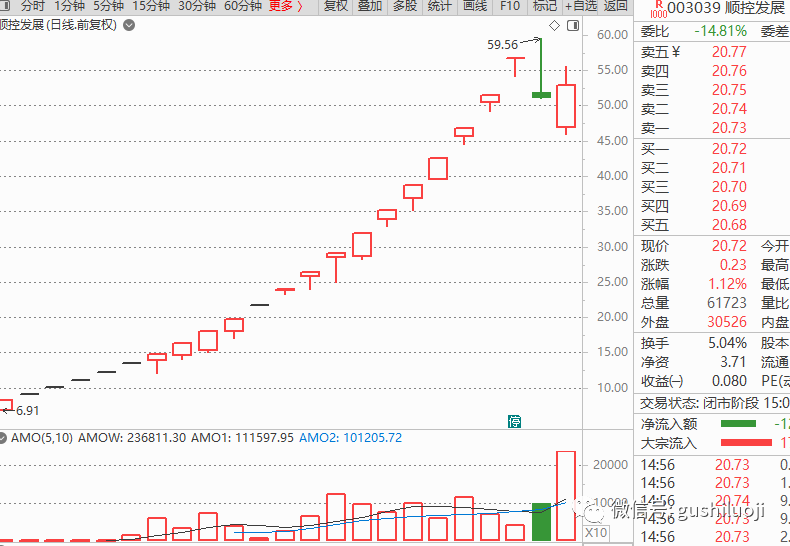 分时 1分钟 5分钟 15分钟 30分钟 60分钟 更多 〉 复权 叠加 多股 统计 画线 F10 标记 +自选 返回
R 1000 003039 顺控发展
顺控发展(日线.前复权)
委比 -14.81% 委差
卖五 ¥ 20.77
卖四 20.76
卖三 20.75
卖二 20.74
卖一 20.73
买一 20.72
买二 20.71
买三 20.70
买四 20.69
买五 20.68
现价 20.72 今开
涨跌 0.23 最高
涨幅 1.12% 最低
总量 61723 量比
外盘 30526 内盘
换手 5.04% 股本
净资 3.71 流通
收益(一) 0.080 PE(动
交易状态: 闭市阶段 15:0
净流入额 -12
大宗流入 17
14:56 20.73 0.
14:56 20.73 1.
14:56 20.74 9.
14:56 20.73 9.
14:56 20.73 2.
59.56
60.00
55.00
50.00
45.00
40.00
35.00
30.00
25.00
20.00
15.00
10.00
6.91
停
AMO(5,10) AMOW: 236811.30 AMO1: 111597.95 AMO2: 101205.72
20000
10000
X10
微信号: gushiluoji